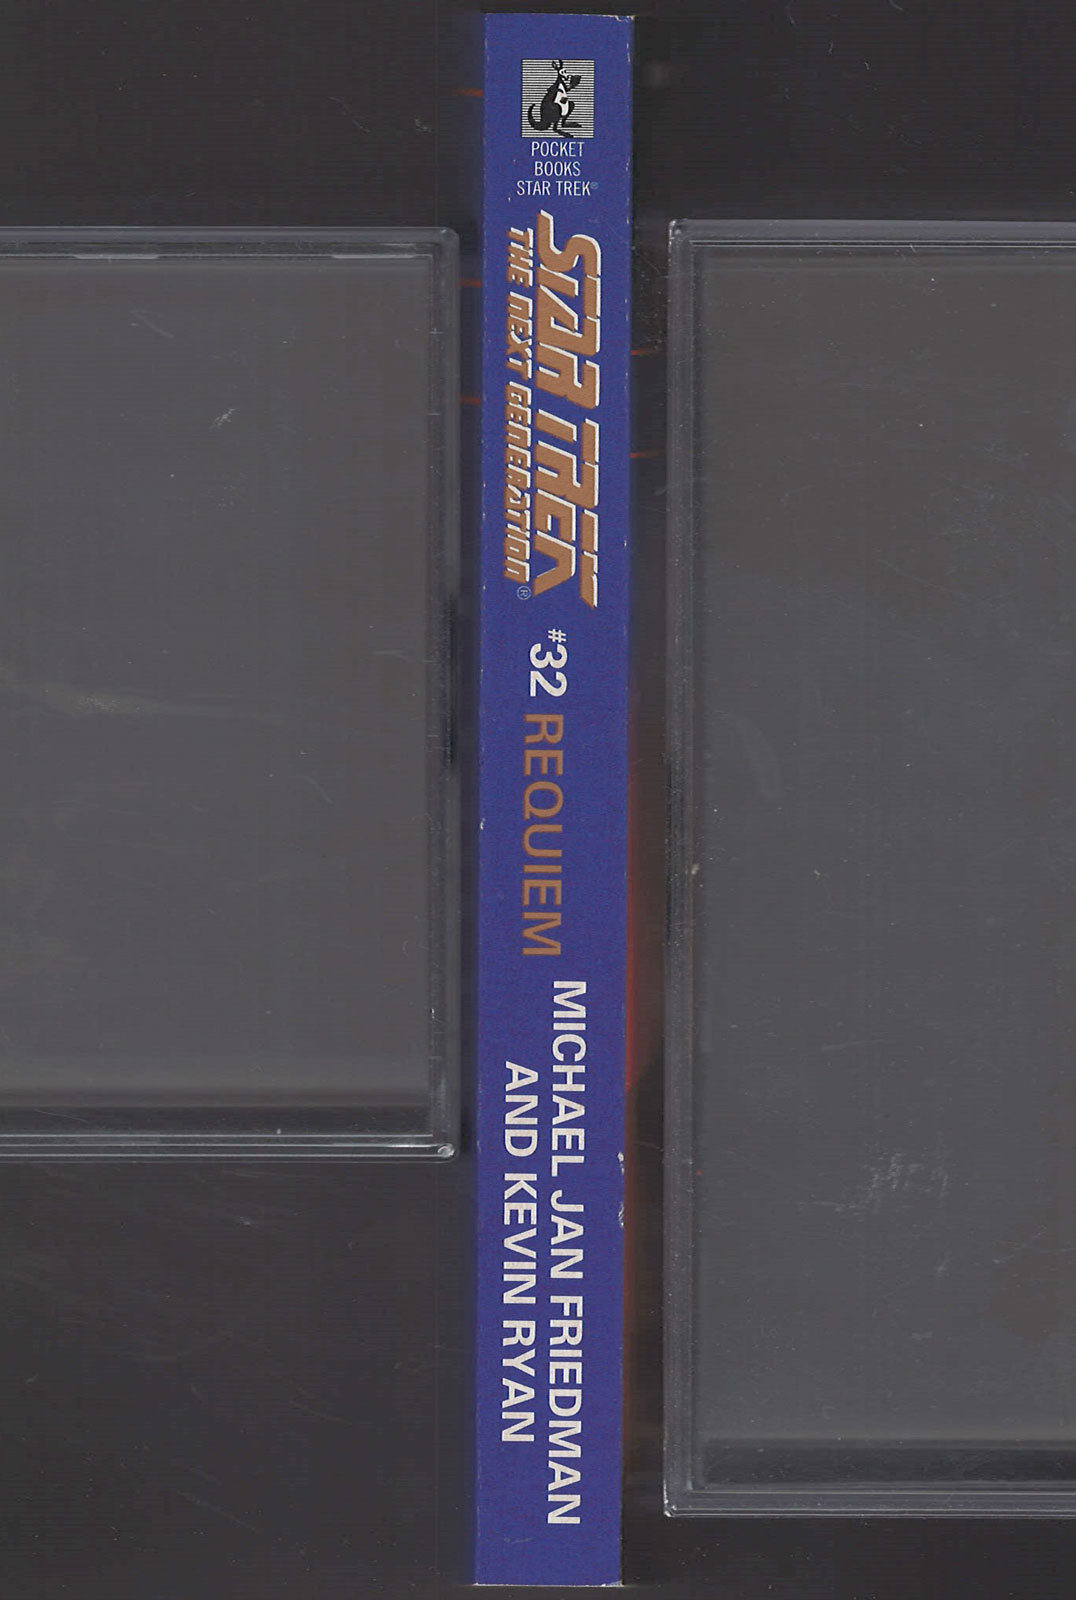 POCKET
BOOKS
STAR TREK®
STAR TREK
THE NEXT GENERATION®
#32 REQUIEM
MICHAEL JAN FRIEDMAN
AND KEVIN RYAN